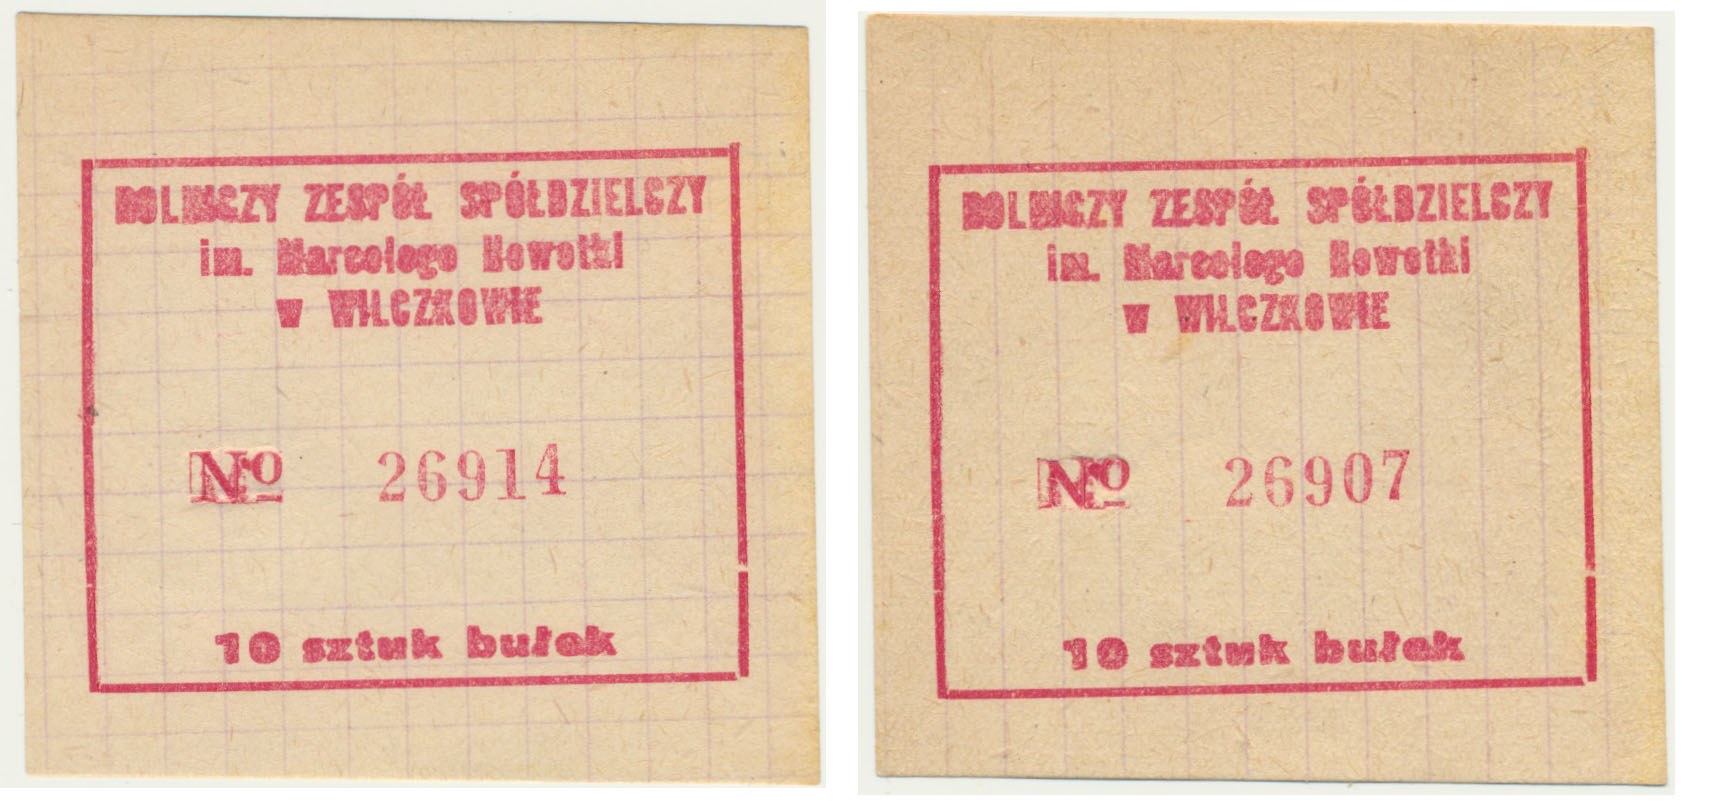 ROLNICZY ZESPÓŁ SPÓŁDZIELCZY
im. Marcelego Nowotki
w WILCZKOWIE
No 26914
10 sztuk bułek
ROLNICZY ZESPÓŁ SPÓŁDZIELCZY
im. Marcelego Nowotki
w WILCZKOWIE
No 26907
10 sztuk bułek